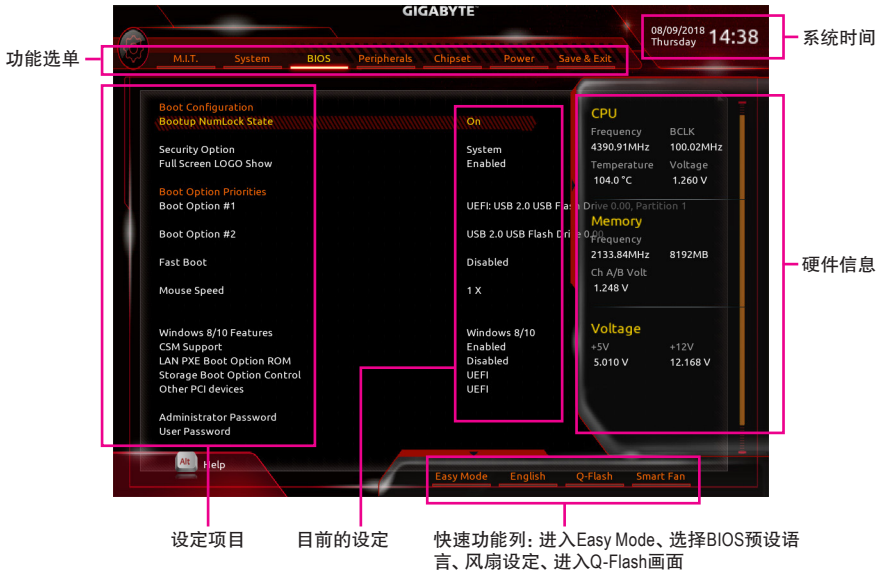 GIGABYTE™
08/09/2018 14:38
Thursday
系统时间
功能选单
M.I.T. System BIOS Peripherals Chipset Power Save & Exit
Boot Configuration
Bootup NumLock State On
Security Option System
Full Screen LOGO Show Enabled
Boot Option Priorities
Boot Option #1 UEFI: USB 2.0 USB Flash Drive 0.00, Partition 1
Boot Option #2 USB 2.0 USB Flash Drive 0.00
Fast Boot Disabled
Mouse Speed 1 X
Windows 8/10 Features Windows 8/10
CSM Support Enabled
LAN PXE Boot Option ROM Disabled
Storage Boot Option Control UEFI
Other PCI devices UEFI
Administrator Password
User Password
CPU
Frequency BCLK
4390.91MHz 100.02MHz
Temperature Voltage
104.0 °C 1.260 V
Memory
Frequency
2133.84MHz 8192MB
Ch A/B Volt
1.248 V
Voltage
+5V +12V
5.010 V 12.168 V
硬件信息
Alt Help
Easy Mode English Q-Flash Smart Fan
设定项目
目前的设定
快速功能列: 进入Easy Mode、选择BIOS预设语
言、风扇设定、进入Q-Flash画面